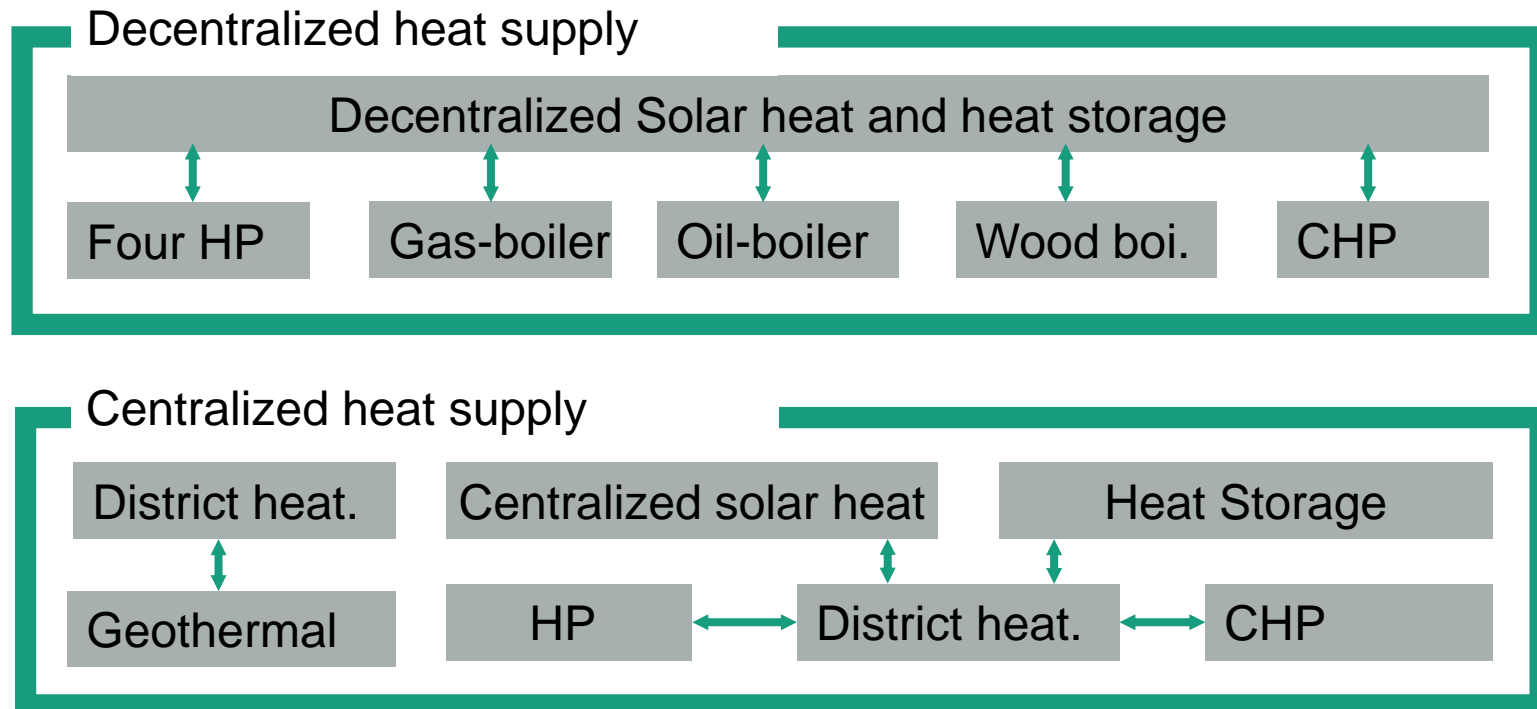 Decentralized heat supply
Decentralized Solar heat and heat storage
Four HP
Gas-boiler
Oil-boiler
Wood boi.
CHP
Centralized heat supply
District heat.
Centralized solar heat
Heat Storage
Geothermal
HP
District heat.
CHP